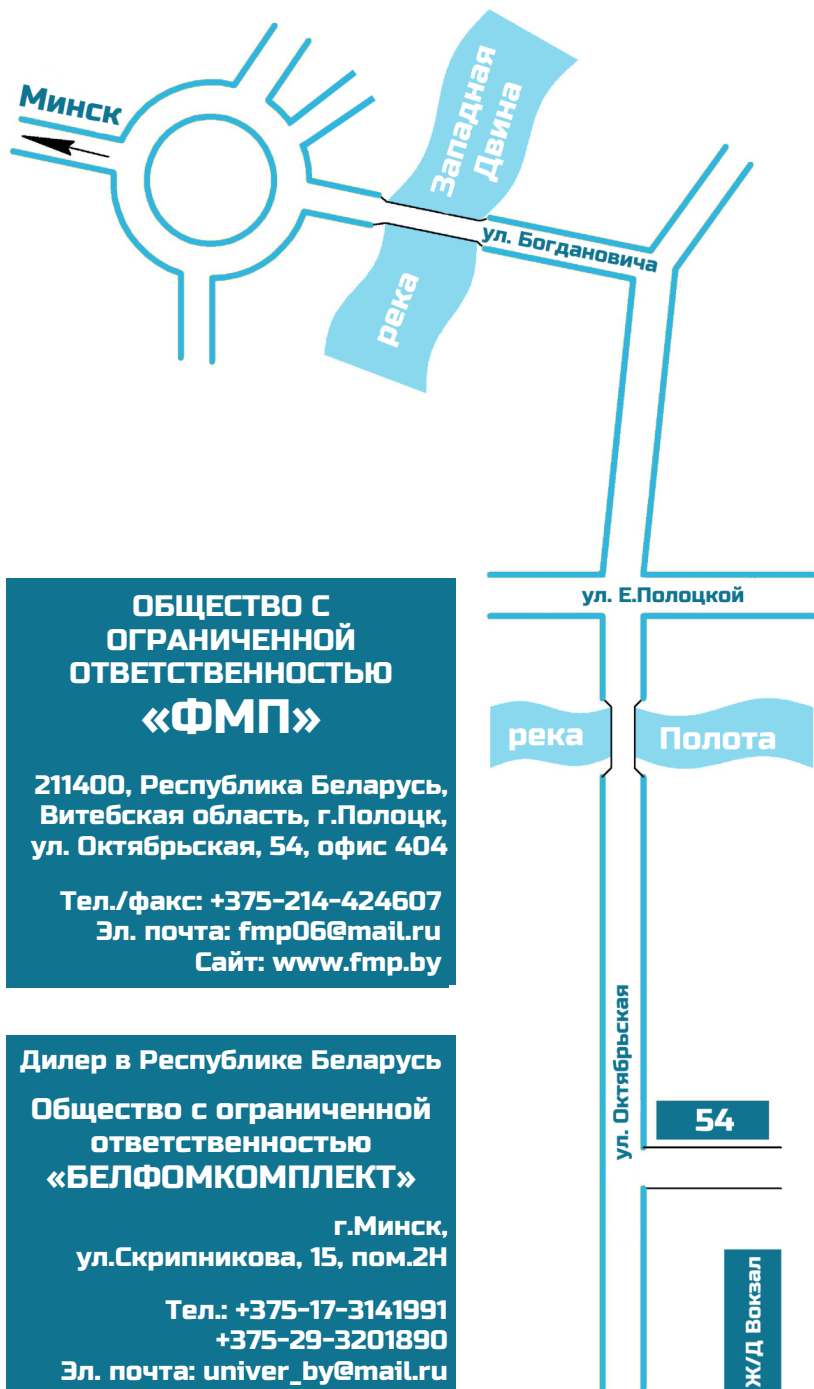 Минск
Западная
Двина
река
ул. Богдановича
ул. Е.Полоцкой
река
Полота
ОБЩЕСТВО С
ОГРАНИЧЕННОЙ
ОТВЕТСТВЕННОСТЬЮ
«ФМП»
211400, Республика Беларусь,
Витебская область, г.Полоцк,
ул. Октябрьская, 54, офис 404
Тел./факс: +375-214-424607
Эл. почта: fmp06@mail.ru
Сайт: www.fmp.by
ул. Октябрьская
54
Ж/Д Вокзал
Дилер в Республике Беларусь
Общество с ограниченной
ответственностью
«БЕЛФОМКОМПЛЕКТ»
г.Минск,
ул.Скрипникова, 15, пом.2Н
Тел.: +375-17-3141991
+375-29-3201890
Эл. почта: univer_by@mail.ru